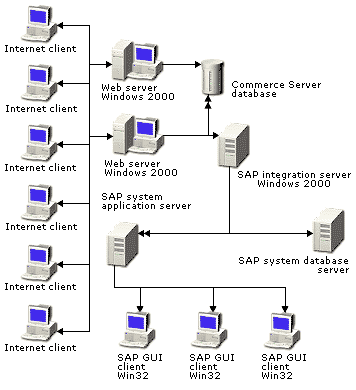 Internet client
Internet client
Internet client
Internet client
Internet client
Internet client
Web server
Windows 2000
Commerce Server
database
Web server
Windows 2000
SAP integration server
Windows 2000
SAP system
application server
SAP system database
server
SAP GUI
client
Win32
SAP GUI
client
Win32
SAP GUI
client
Win32